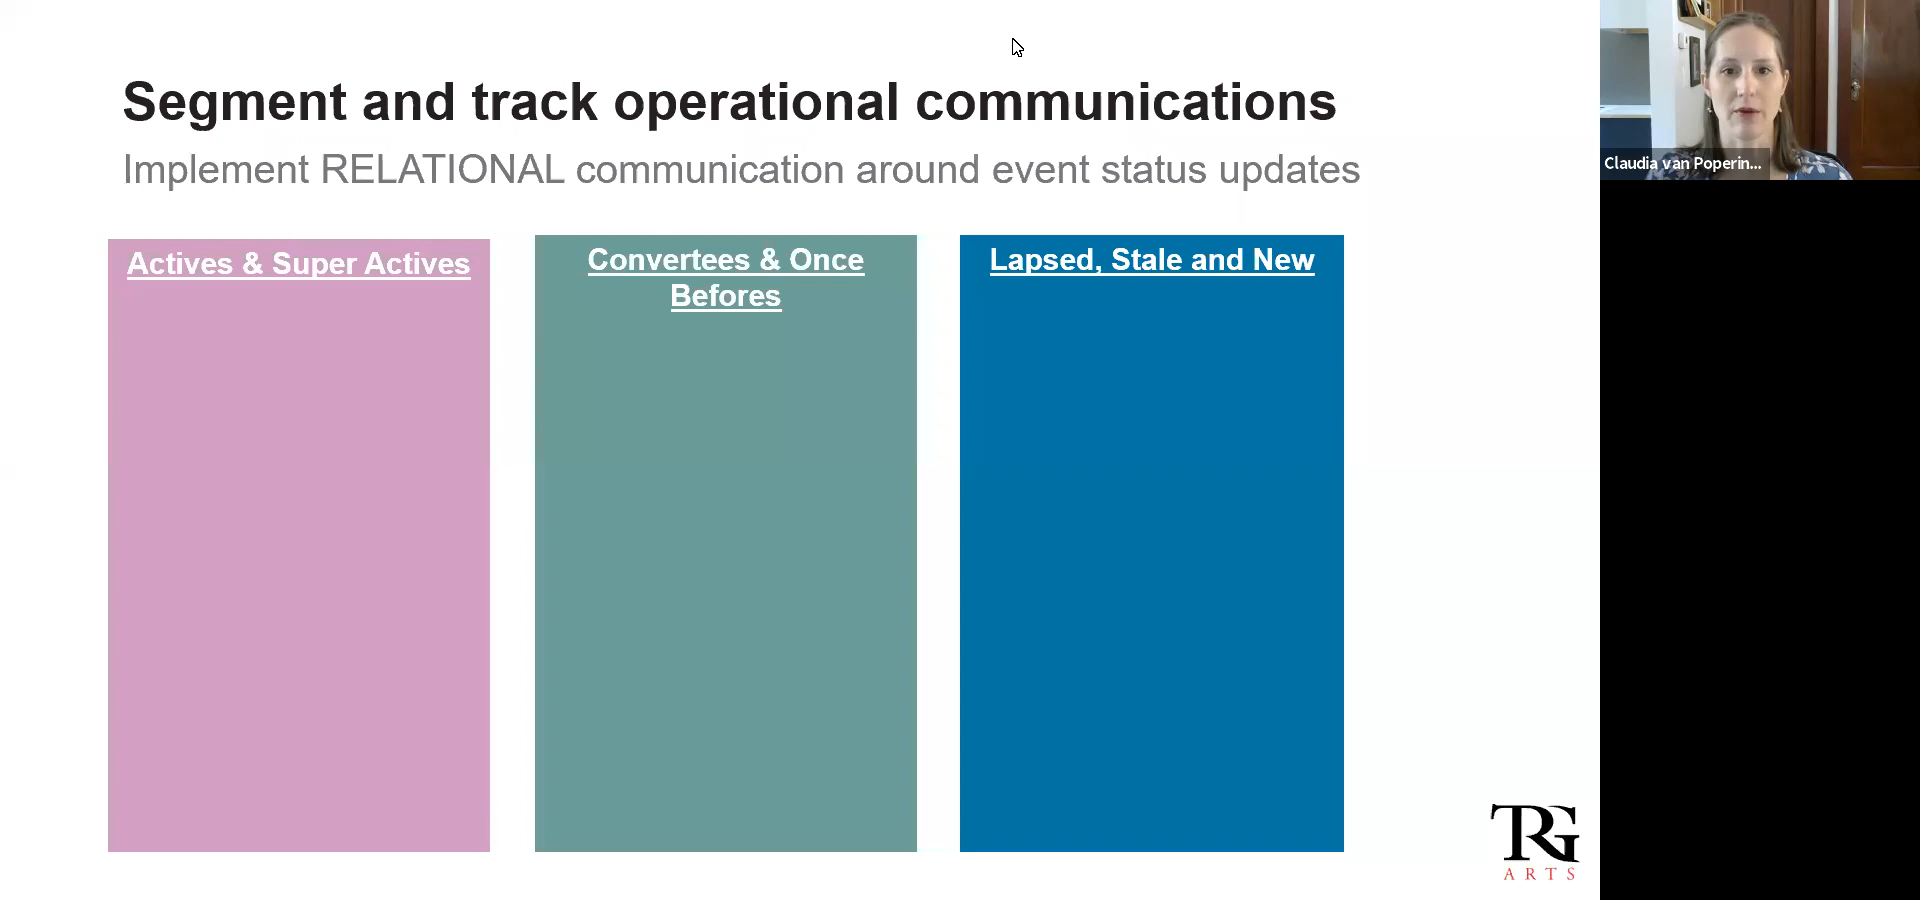 Segment and track operational communications
Implement RELATIONAL communication around event status updates
Actives & Super Actives
Convertees & Once
Befores
Lapsed, Stale and New
Claudia van Poperin...
TRG
ARTS